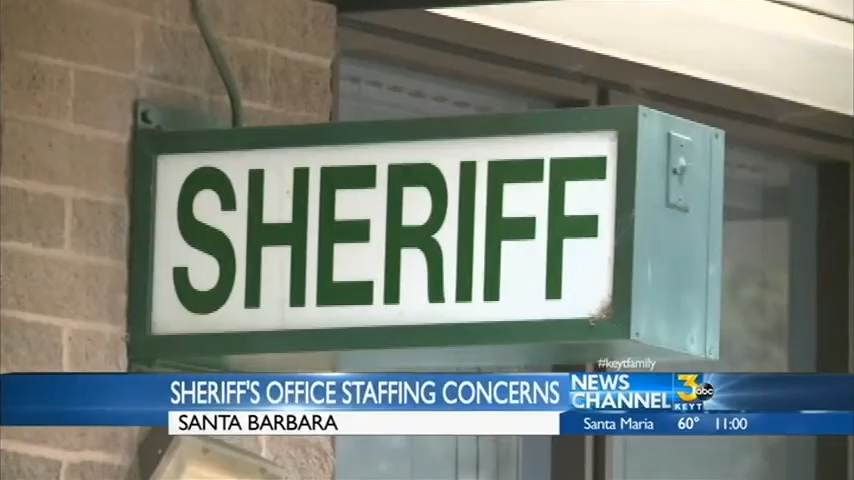 SHERIFF
#keytfamily
SHERIFF'S OFFICE STAFFING CONCERNS
SANTA BARBARA
NEWS
CHANNEL 3 abc
KEYT
Santa Maria 60° 11:00